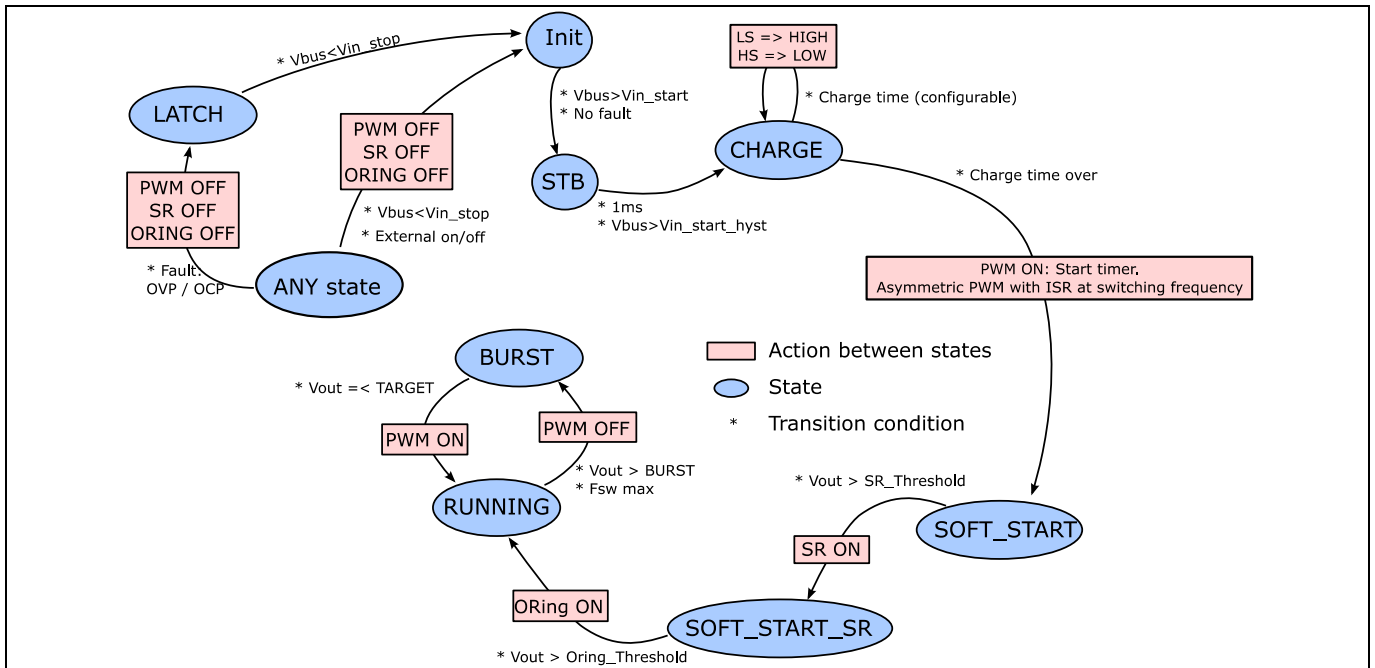 Init
LS => HIGH
HS => LOW
* Vbus<Vin_stop
* Vbus>Vin_start
* No fault
* Charge time (configurable)
LATCH
PWM OFF
SR OFF
ORING OFF
CHARGE
STB
* Charge time over
PWM OFF
SR OFF
ORING OFF
* 1ms
* Vbus>Vin_start_hyst
* Vbus<Vin_stop
* External on/off
* Fault:
OVP / OCP
ANY state
PWM ON: Start timer.
Asymmetric PWM with ISR at switching frequency
BURST
Action between states
* Vout =< TARGET
State
PWM ON
PWM OFF
* Transition condition
* Vout > BURST
* Fsw max
RUNNING
* Vout > SR_Threshold
SOFT_START
SR ON
ORing ON
SOFT_START_SR
* Vout > Oring_Threshold